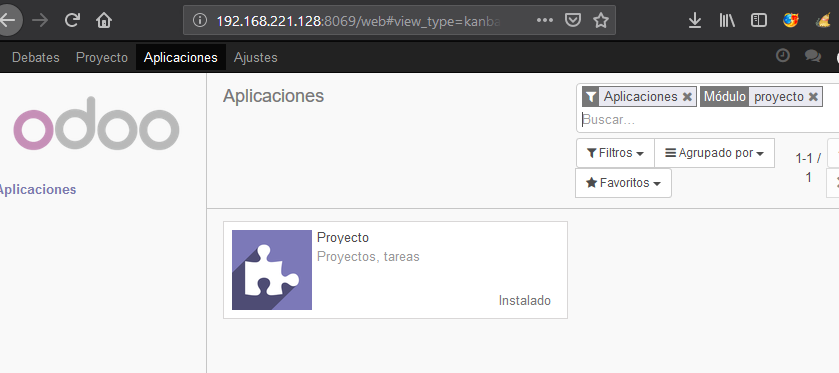 192.168.221.128:8069/web#view_type=kanba
Debates Proyecto Aplicaciones Ajustes
odoo
Aplicaciones
Aplicaciones
Aplicaciones Módulo proyecto
Buscar...
Filtros Agrupado por
1-1 /
1
Favoritos
Proyecto
Proyectos, tareas
Instalado